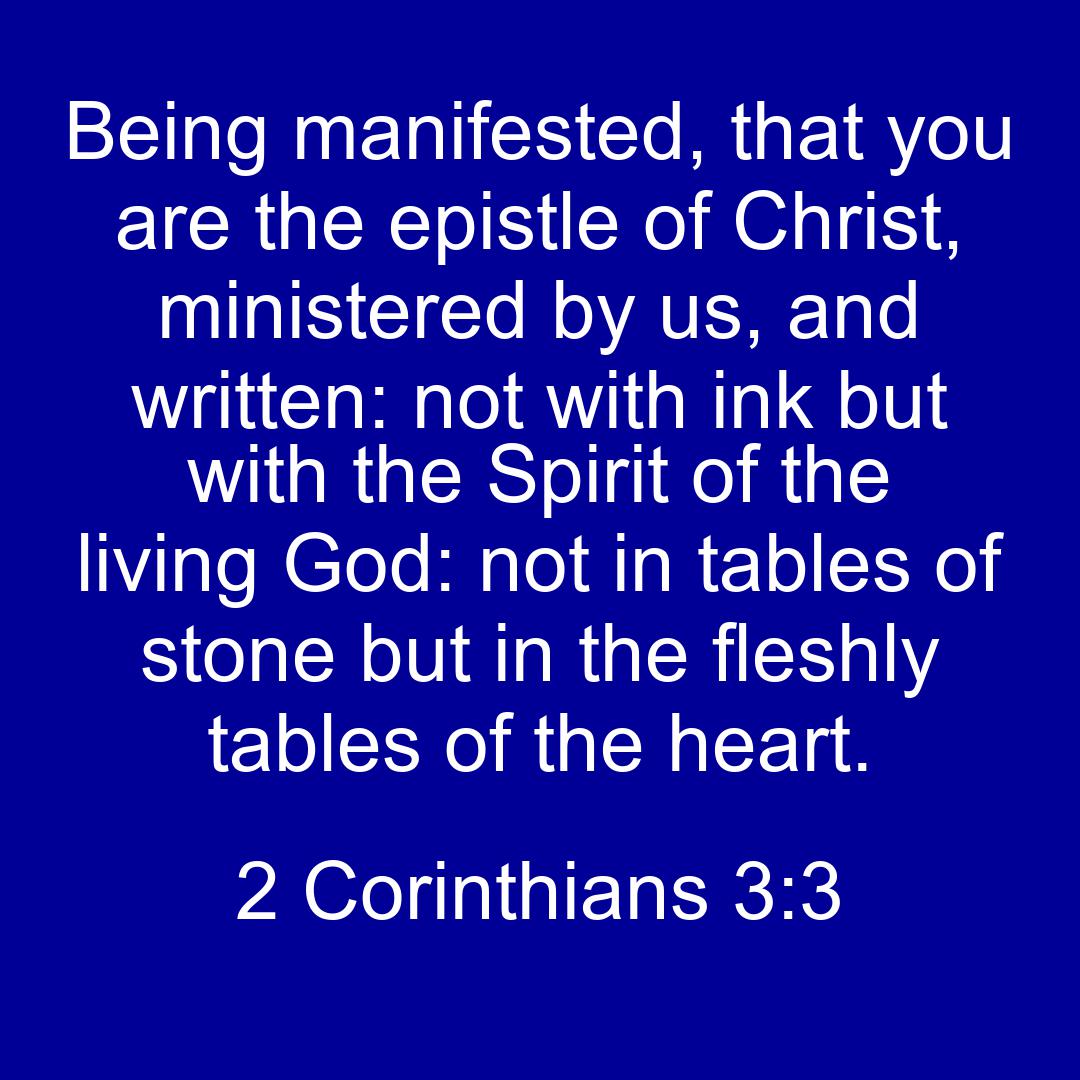 Being manifested, that you
are the epistle of Christ,
ministered by us, and
written: not with ink but
with the Spirit of the
living God: not in tables of
stone but in the fleshly
tables of the heart.
2 Corinthians 3:3